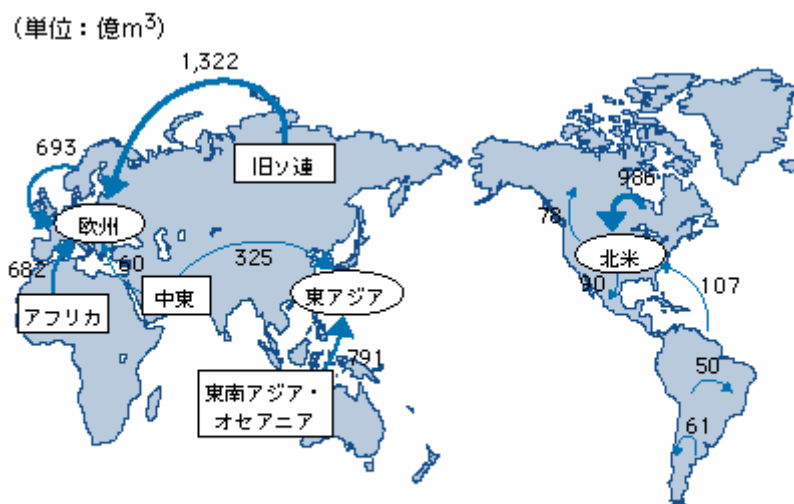 (単位：億m³)
1,322
693
旧ソ連
986
欧州
78
682
60
325
北米
中東
90
107
アフリカ
東アジア
791
50
東南アジア・
オセアニア
61